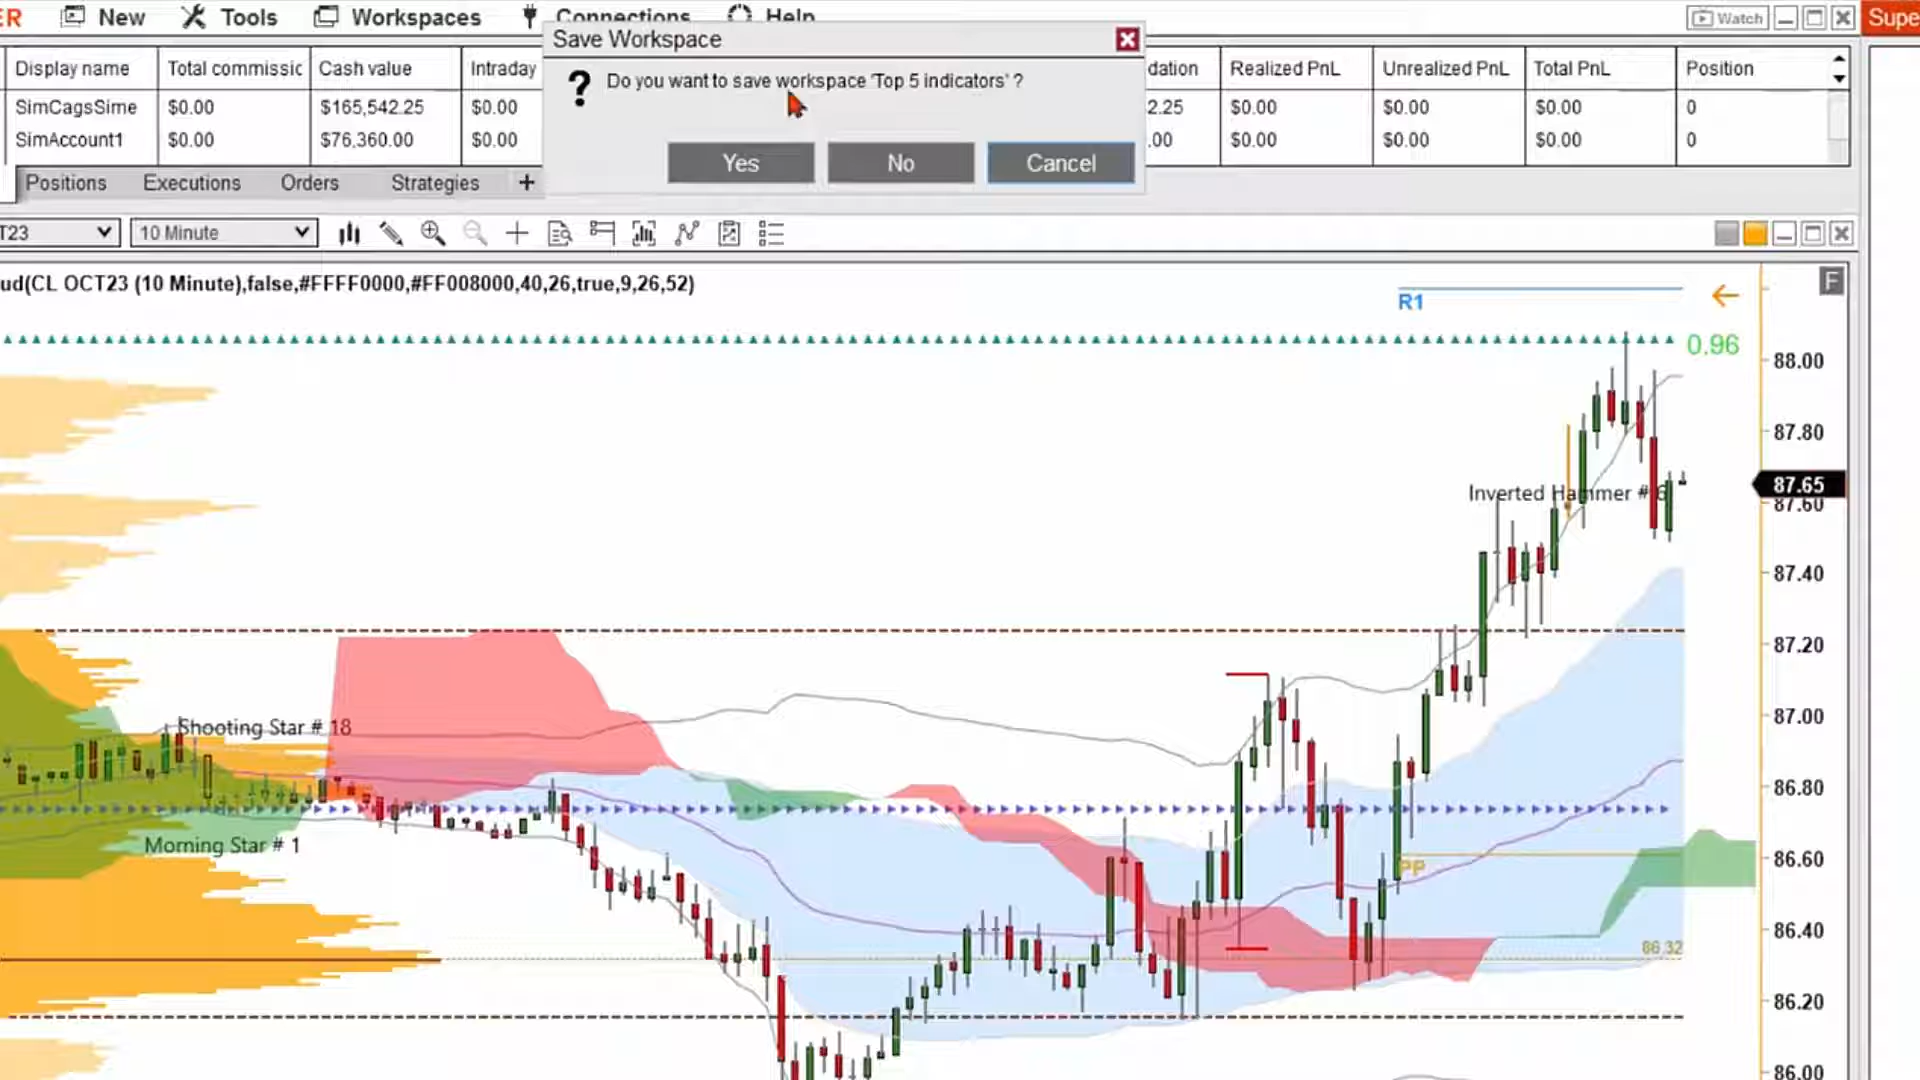 ER New Tools Workspaces Connections Help Watch Supe
Save Workspace
Do you want to save workspace 'Top 5 indicators' ?
Yes No Cancel
Display name Total commissic Cash value Intraday dation Realized PnL Unrealized PnL Total PnL Position
SimCagsSime $0.00 $165,542.25 $0.00 2.25 $0.00 $0.00 $0.00 0
SimAccount1 $0.00 $76,360.00 $0.00 .00 $0.00 $0.00 $0.00 0
Positions Executions Orders Strategies +
T23 10 Minute
ud(CL OCT23 (10 Minute),false,#FFFF0000,#FF008000,40,26,true,9,26,52)
F
R1
0.96
88.00
87.80
87.65
Inverted Hammer # 6
87.60
87.40
87.20
87.00
Shooting Star # 18
86.80
Morning Star # 1
86.60
PP
86.40
86.32
86.20
86.00